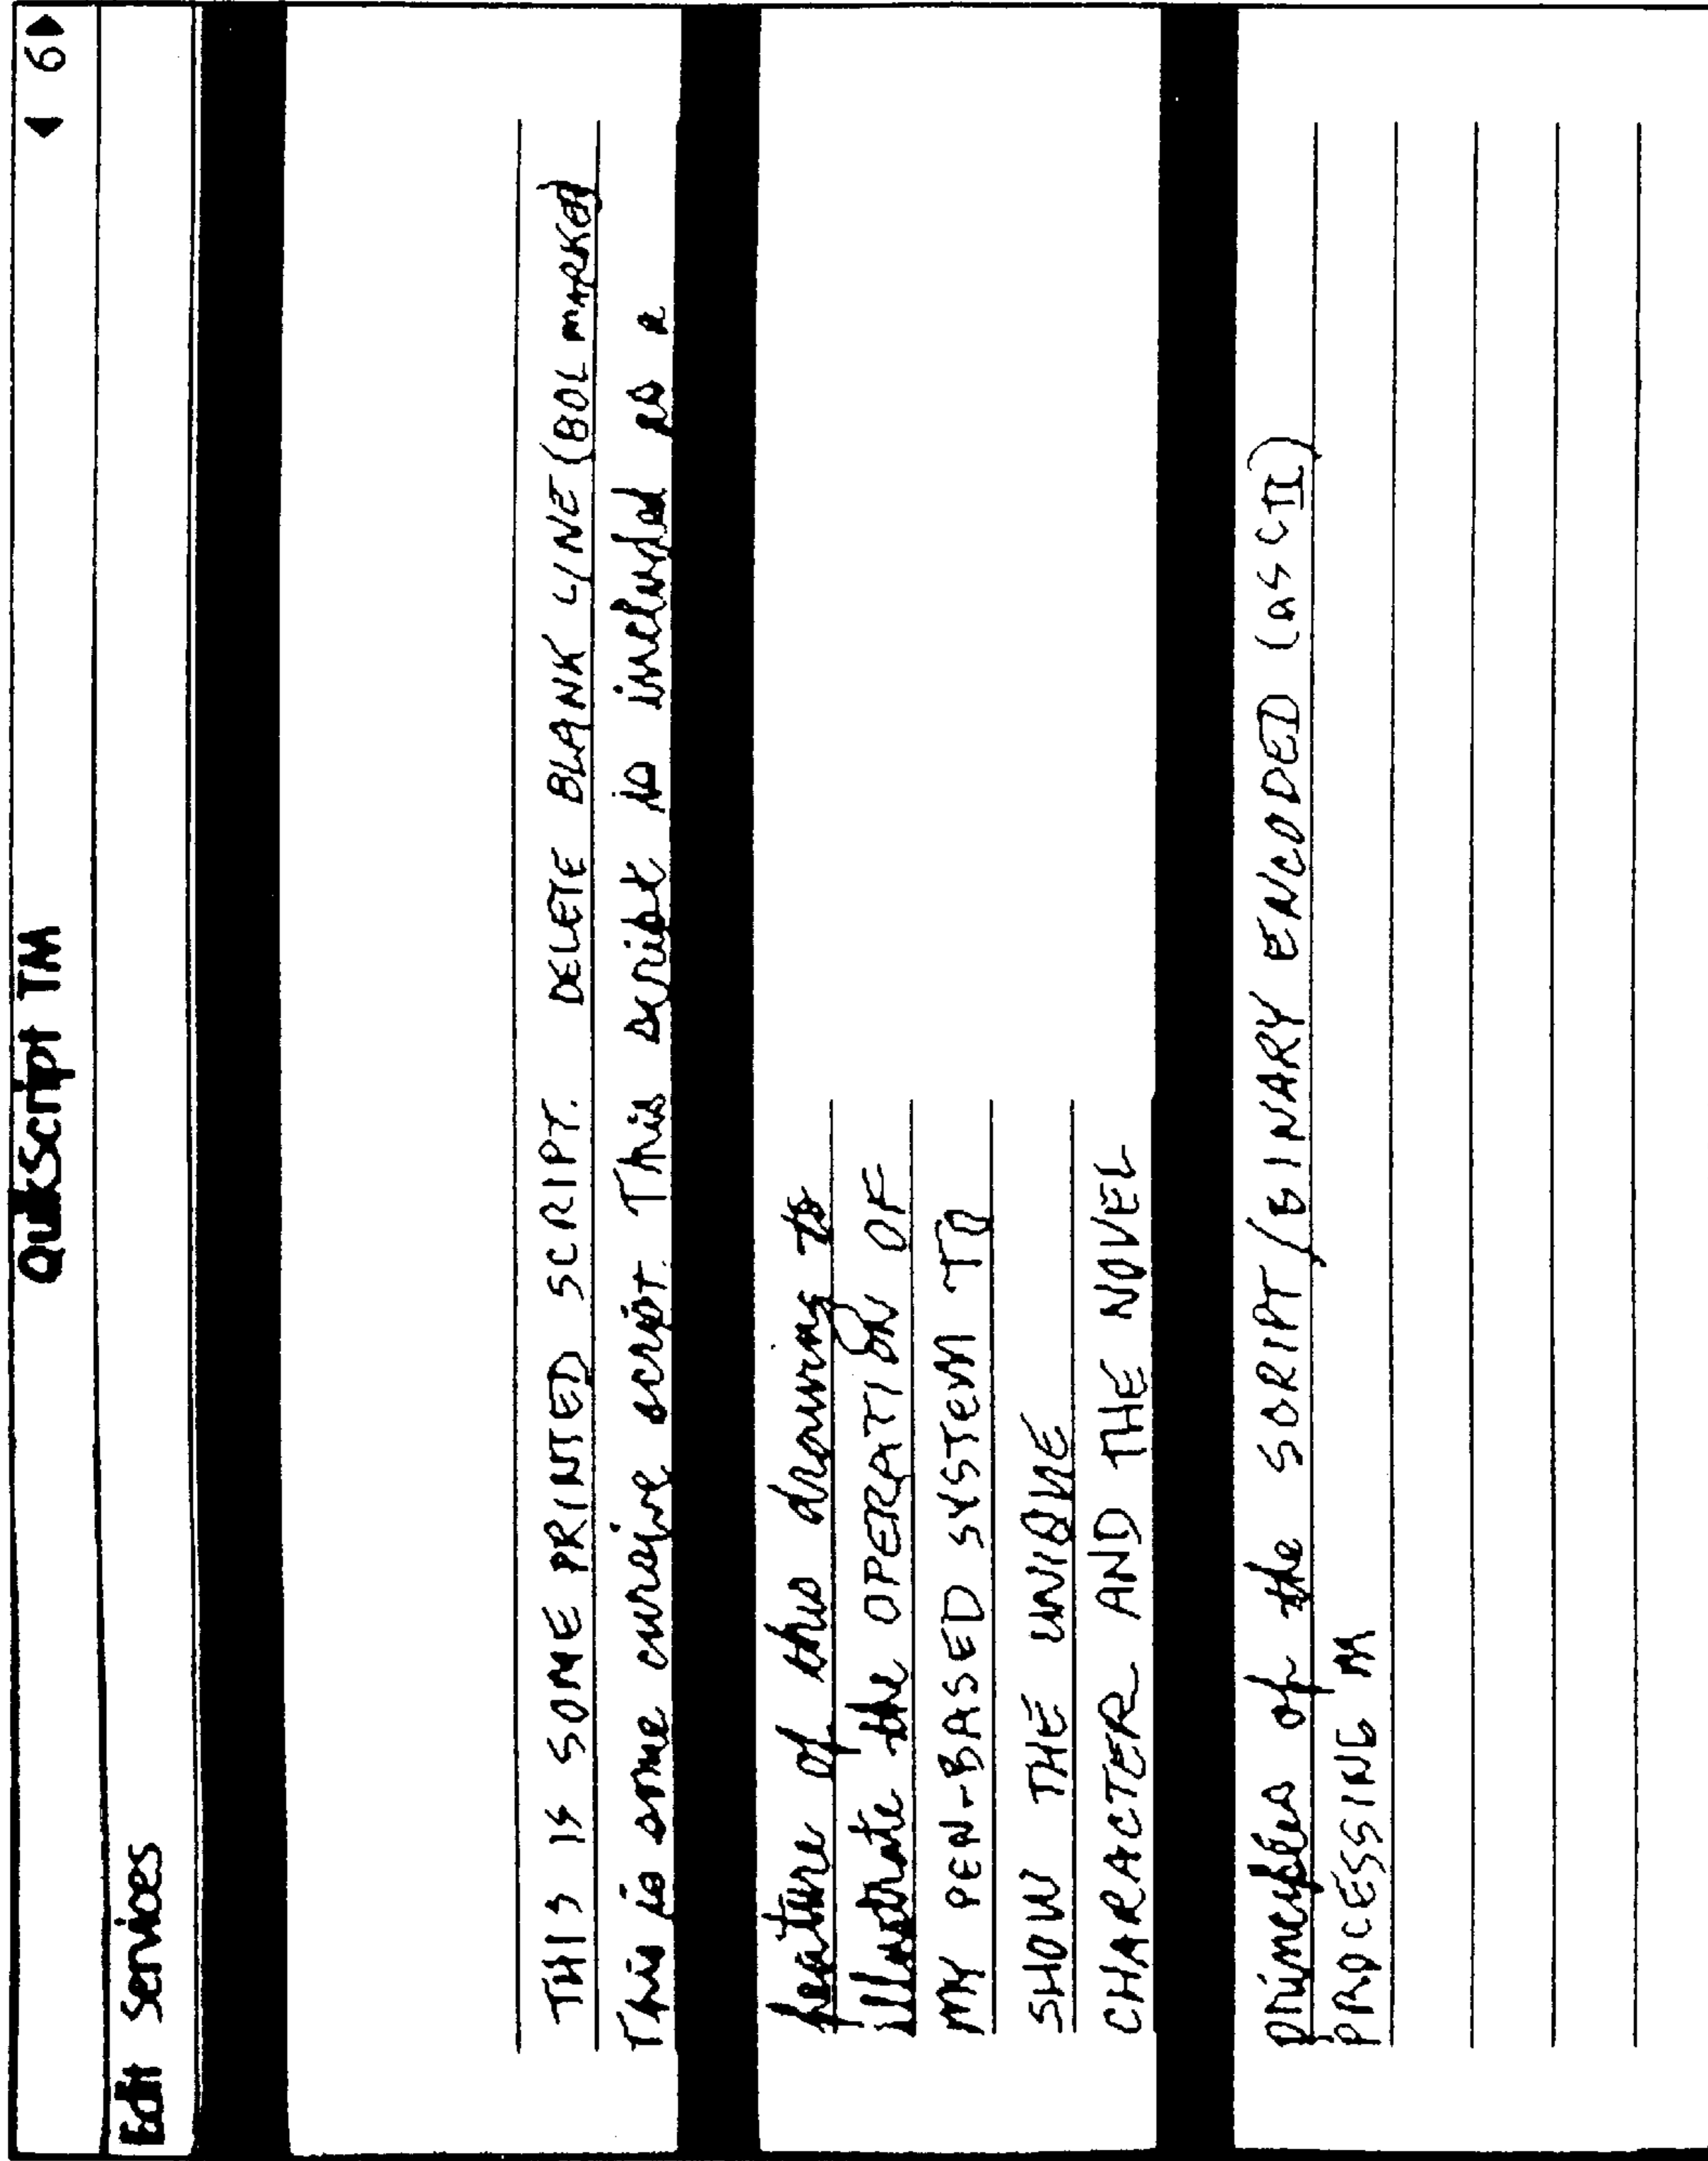 QukScript TM ◀ 6 ▶
Edit Services
THIS IS SOME PRINTED SCRIPT. DELETE BLANK LINE (BOL MARKED)
This is some cursive script. This script is included as a
feature of this drawing to
illustrate the OPERATION OF
MY PEN-BASED SYSTEM TO
SHOW THE UNIQUE
CHARACTER AND THE NOVEL
principles of the SCRIPT/BINARY ENCODED (ASCII)
PROCESSING M